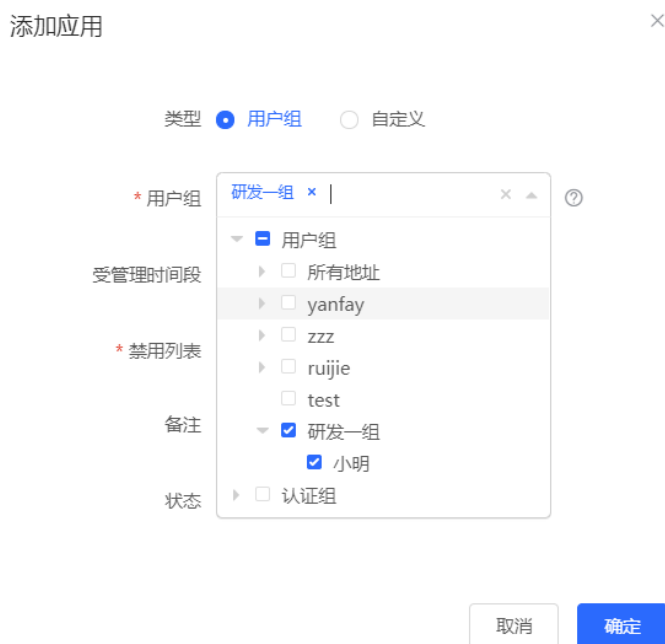 添加应用
类型 用户组 自定义
* 用户组 研发一组 ×
用户组
受管理时间段 所有地址
yanfay
zzz
* 禁用列表
ruijie
test
备注 研发一组
小明
状态 认证组
取消 确定